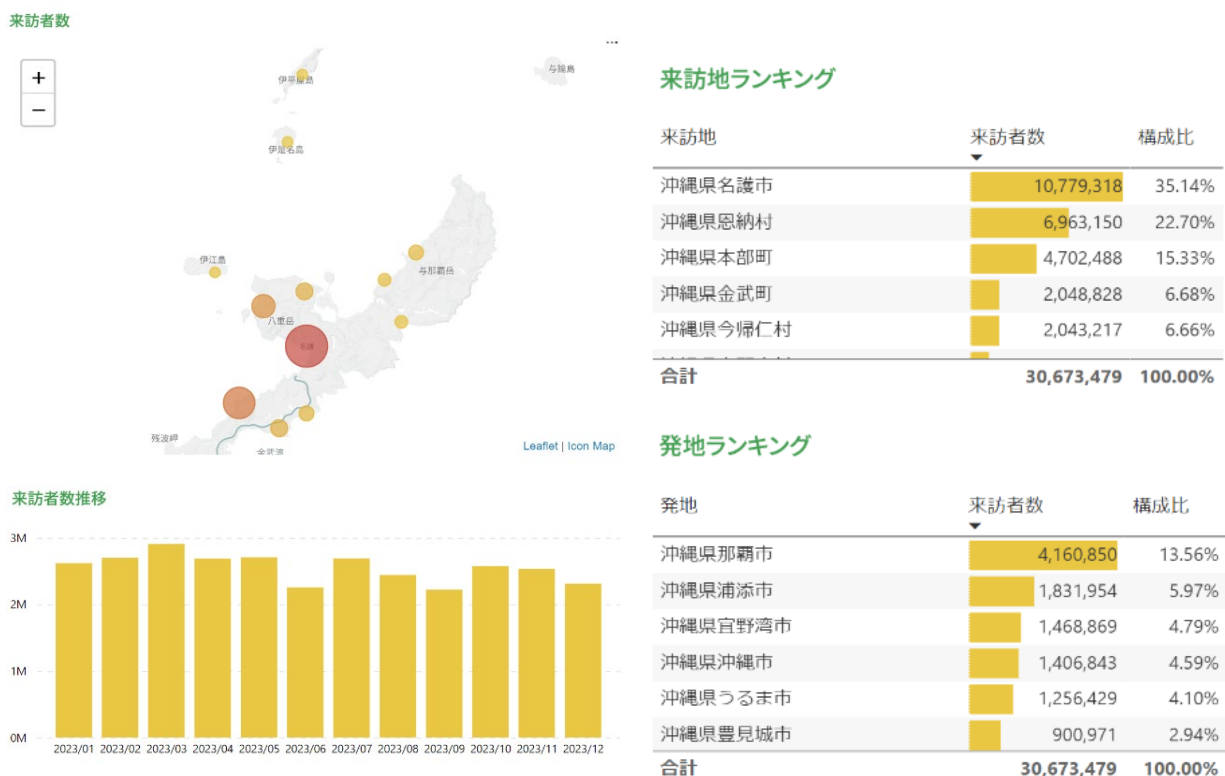 来訪者数
...
+
−
伊平屋島
与論島
伊是名島
伊江島
与那覇岳
八重岳
名護
残波岬
金武湾
Leaflet | Icon Map
来訪者数推移
3M
2M
1M
0M
2023/01 2023/02 2023/03 2023/04 2023/05 2023/06 2023/07 2023/08 2023/09 2023/10 2023/11 2023/12
来訪地ランキング
来訪地 来訪者数 構成比
沖縄県名護市 10,779,318 35.14%
沖縄県恩納村 6,963,150 22.70%
沖縄県本部町 4,702,488 15.33%
沖縄県金武町 2,048,828 6.68%
沖縄県今帰仁村 2,043,217 6.66%
合計 30,673,479 100.00%
発地ランキング
発地 来訪者数 構成比
沖縄県那覇市 4,160,850 13.56%
沖縄県浦添市 1,831,954 5.97%
沖縄県宜野湾市 1,468,869 4.79%
沖縄県沖縄市 1,406,843 4.59%
沖縄県うるま市 1,256,429 4.10%
沖縄県豊見城市 900,971 2.94%
合計 30,673,479 100.00%